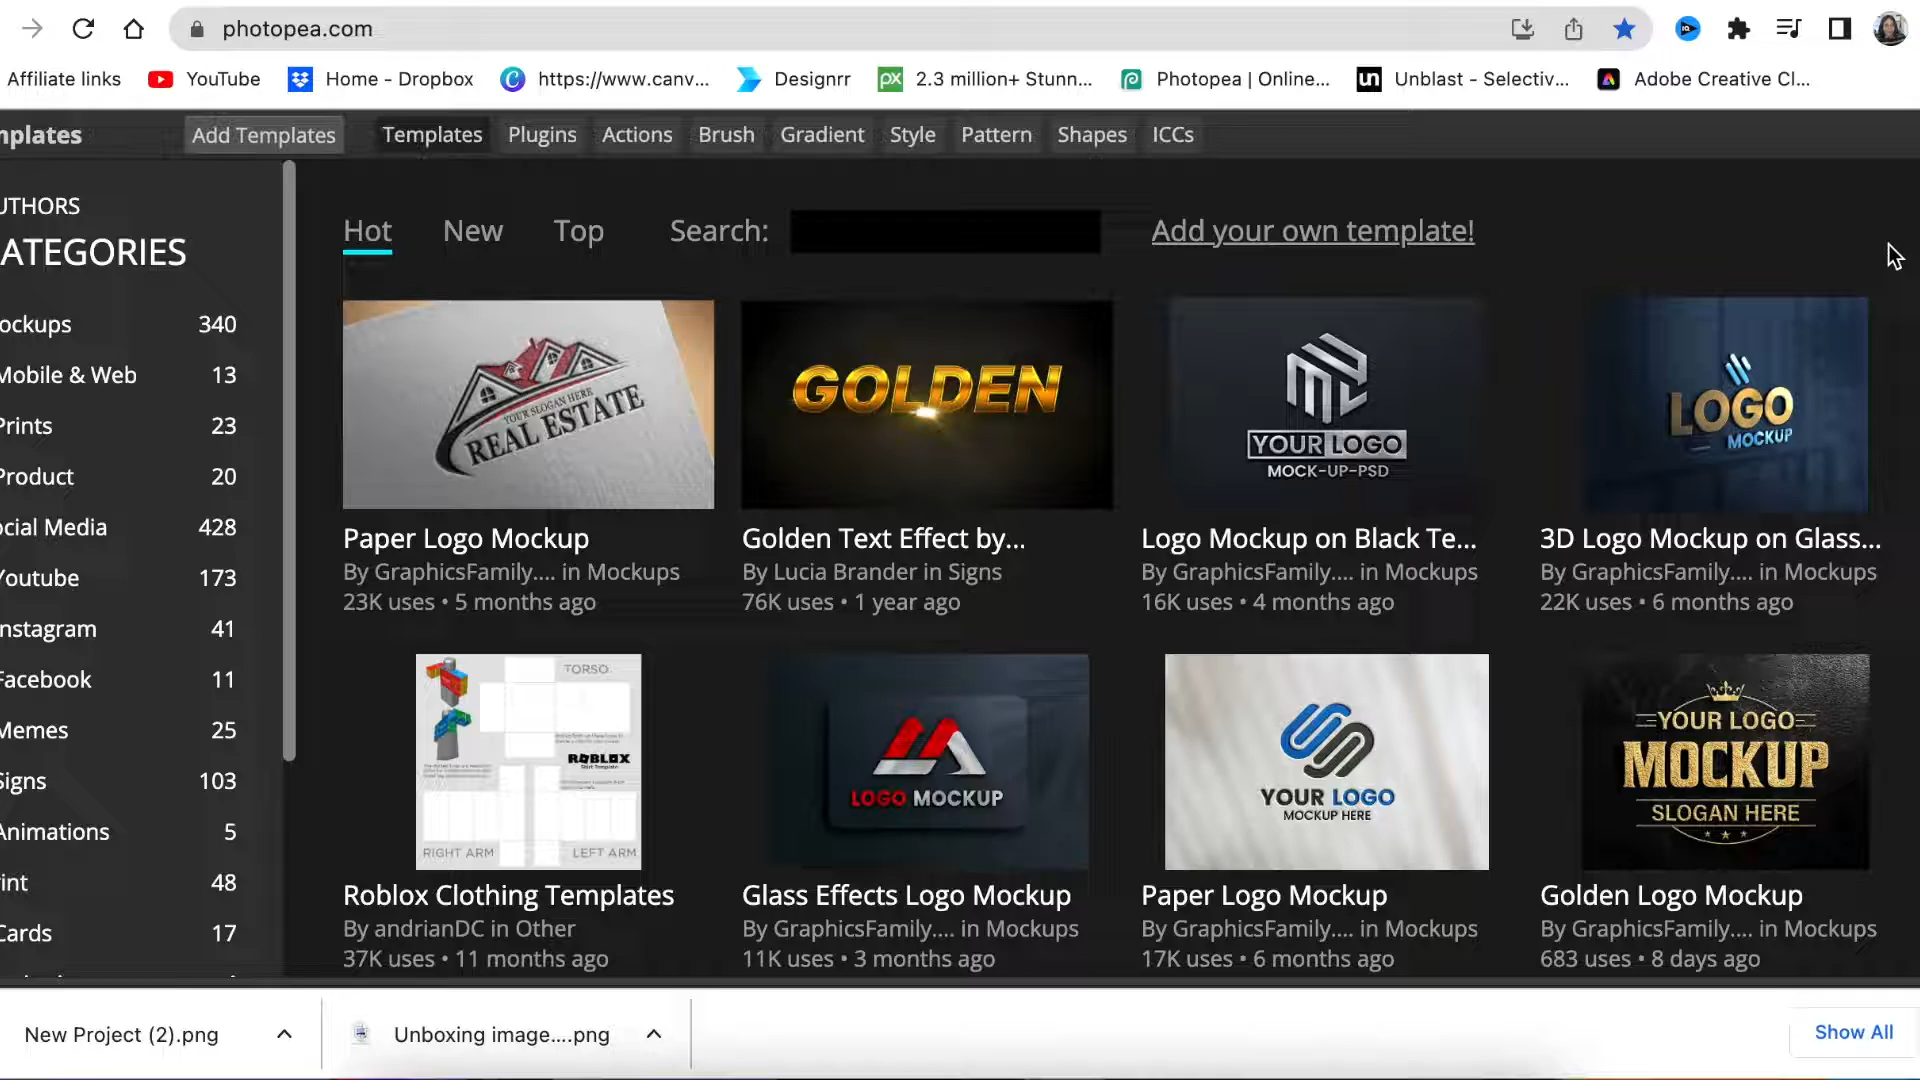 photopea.com
Affiliate links YouTube Home - Dropbox https://www.canv... Designrr 2.3 million+ Stunn... Photopea | Online... Unblast - Selectiv... Adobe Creative Cl...
mplates Add Templates Templates Plugins Actions Brush Gradient Style Pattern Shapes ICCs
UTHORS
ATEGORIES
ockups 340
Mobile & Web 13
Prints 23
Product 20
ocial Media 428
Youtube 173
nstagram 41
Facebook 11
Memes 25
Signs 103
Animations 5
int 48
Cards 17
Hot New Top Search: Add your own template!
YOUR SLOGAN HERE
REAL ESTATE
Paper Logo Mockup
By GraphicsFamily.... in Mockups
23K uses • 5 months ago
GOLDEN
Golden Text Effect by...
By Lucia Brander in Signs
76K uses • 1 year ago
YOUR LOGO
MOCK-UP-PSD
Logo Mockup on Black Te...
By GraphicsFamily.... in Mockups
16K uses • 4 months ago
LOGO
MOCKUP
3D Logo Mockup on Glass...
By GraphicsFamily.... in Mockups
22K uses • 6 months ago
TORSO
ROBLOX
RIGHT ARM LEFT ARM
Roblox Clothing Templates
By andrianDC in Other
37K uses • 11 months ago
LOGO MOCKUP
Glass Effects Logo Mockup
By GraphicsFamily.... in Mockups
11K uses • 3 months ago
YOUR LOGO
MOCKUP HERE
Paper Logo Mockup
By GraphicsFamily.... in Mockups
17K uses • 6 months ago
YOUR LOGO
MOCKUP
SLOGAN HERE
Golden Logo Mockup
By GraphicsFamily.... in Mockups
683 uses • 8 days ago
New Project (2).png Unboxing image....png Show All